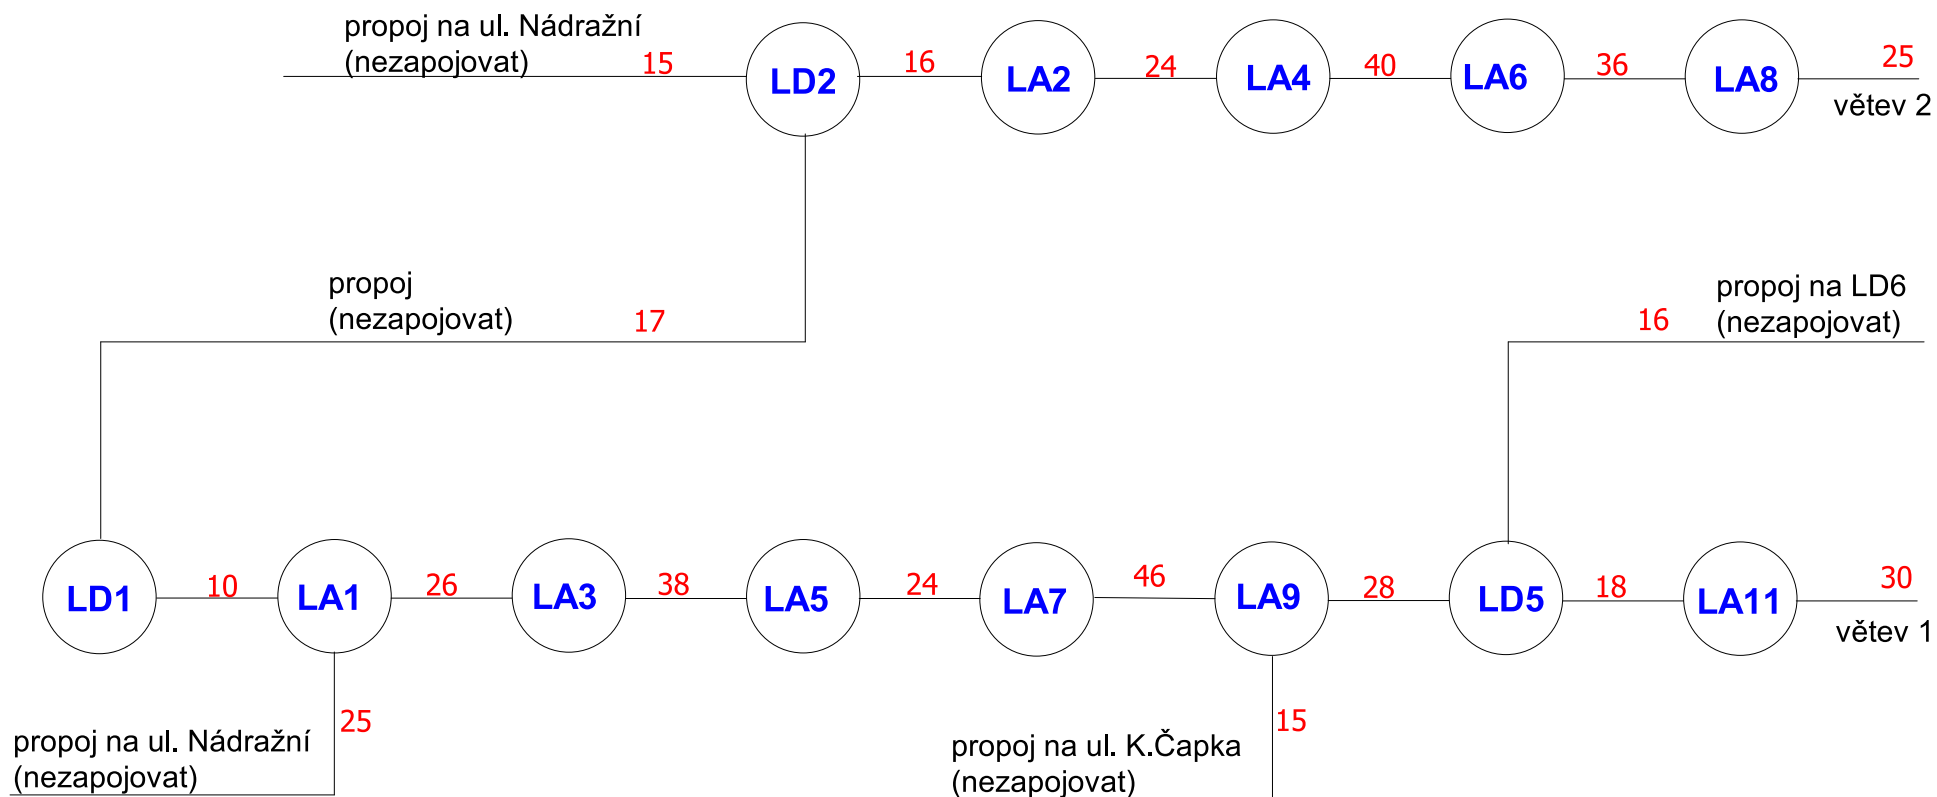 propoj na ul. Nádražní
(nezapojovat)
15
LD2
16
LA2
24
LA4
40
LA6
36
LA8
25
větev 2
propoj
(nezapojovat)
17
propoj na LD6
(nezapojovat)
16
LD1
10
LA1
26
LA3
38
LA5
24
LA7
46
LA9
28
LD5
18
LA11
30
větev 1
25
propoj na ul. Nádražní
(nezapojovat)
15
propoj na ul. K.Čapka
(nezapojovat)